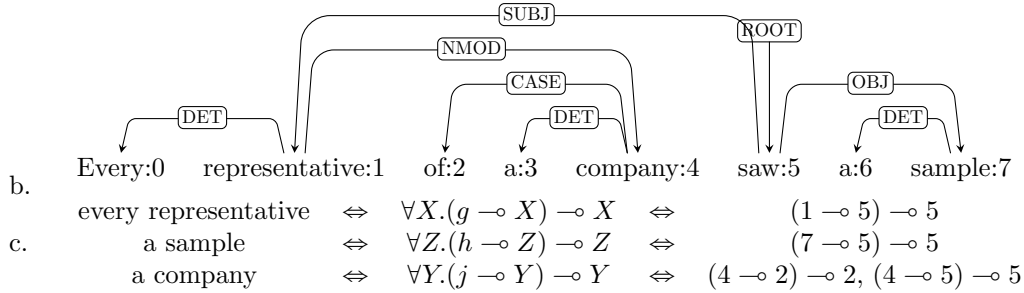 SUBJ
ROOT
NMOD
CASE OBJ
DET DET DET
Every:0 representative:1 of:2 a:3 company:4 saw:5 a:6 sample:7
b.
every representative ⇔ ∀X.(g ⊸ X) ⊸ X ⇔ (1 ⊸ 5) ⊸ 5
c. a sample ⇔ ∀Z.(h ⊸ Z) ⊸ Z ⇔ (7 ⊸ 5) ⊸ 5
a company ⇔ ∀Y.(j ⊸ Y) ⊸ Y ⇔ (4 ⊸ 2) ⊸ 2, (4 ⊸ 5) ⊸ 5